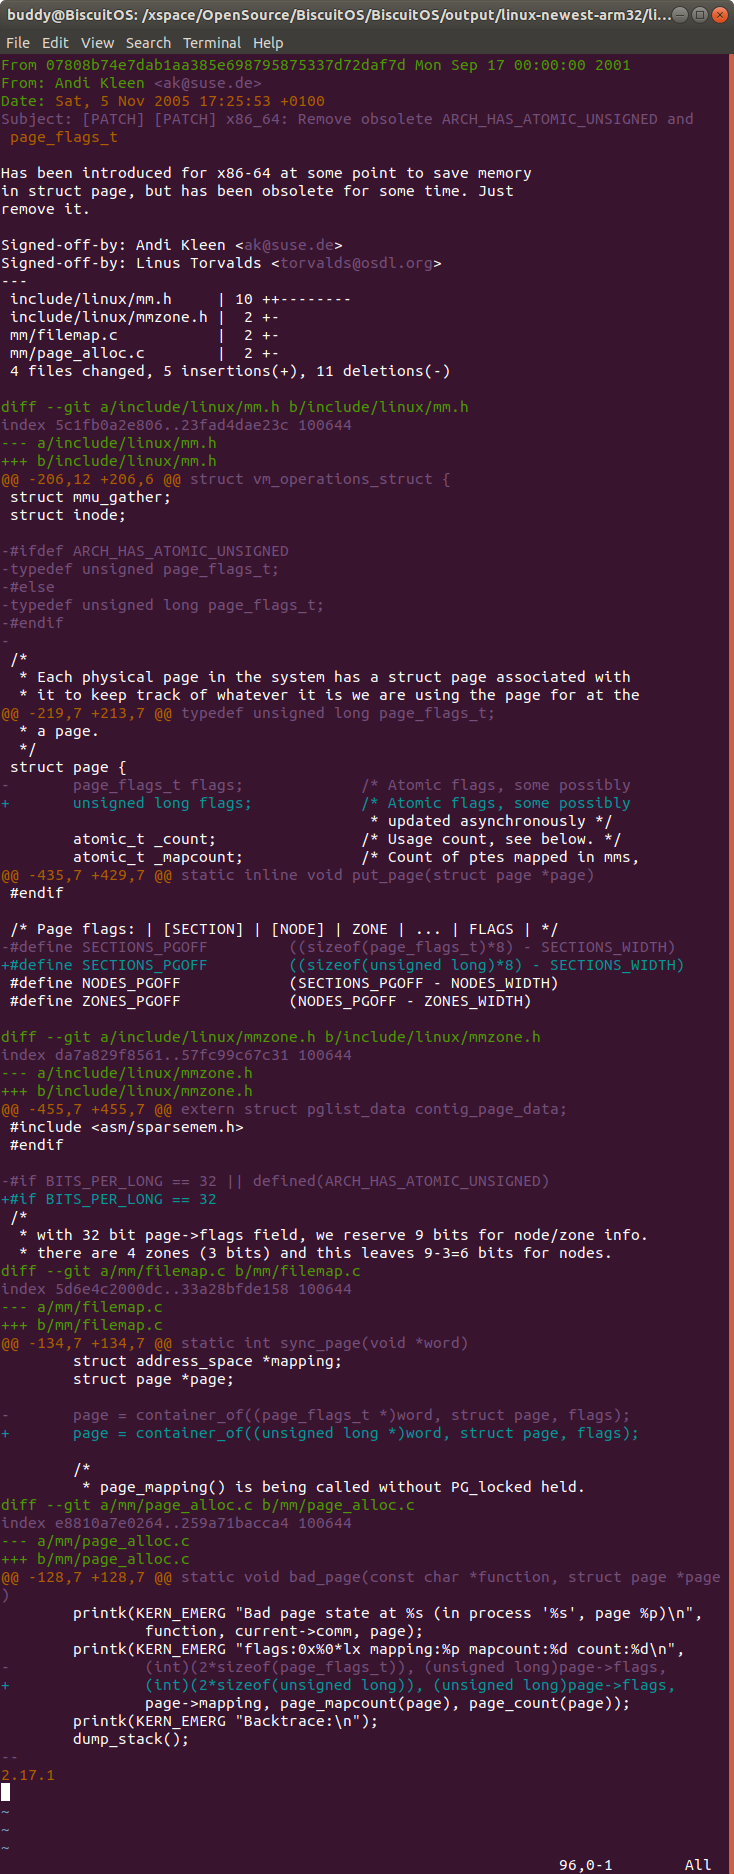 buddy@BiscuitOS: /xspace/OpenSource/BiscuitOS/BiscuitOS/output/linux-newest-arm32/li...
File Edit View Search Terminal Help
From 07808b74e7dab1aa385e698795875337d72daf7d Mon Sep 17 00:00:00 2001
From: Andi Kleen <ak@suse.de>
Date: Sat, 5 Nov 2005 17:25:53 +0100
Subject: [PATCH] [PATCH] x86_64: Remove obsolete ARCH_HAS_ATOMIC_UNSIGNED and
 page_flags_t

Has been introduced for x86-64 at some point to save memory
in struct page, but has been obsolete for some time. Just
remove it.

Signed-off-by: Andi Kleen <ak@suse.de>
Signed-off-by: Linus Torvalds <torvalds@osdl.org>
---
 include/linux/mm.h     | 10 ++--------
 include/linux/mmzone.h |  2 +-
 mm/filemap.c           |  2 +-
 mm/page_alloc.c        |  2 +-
 4 files changed, 5 insertions(+), 11 deletions(-)

diff --git a/include/linux/mm.h b/include/linux/mm.h
index 5c1fb0a2e806..23fad4dae23c 100644
--- a/include/linux/mm.h
+++ b/include/linux/mm.h
@@ -206,12 +206,6 @@ struct vm_operations_struct {
 struct mmu_gather;
 struct inode;

-#ifdef ARCH_HAS_ATOMIC_UNSIGNED
-typedef unsigned page_flags_t;
-#else
-typedef unsigned long page_flags_t;
-#endif
-
 /*
  * Each physical page in the system has a struct page associated with
  * it to keep track of whatever it is we are using the page for at the
@@ -219,7 +213,7 @@ typedef unsigned long page_flags_t;
  * a page.
  */
 struct page {
-       page_flags_t flags;             /* Atomic flags, some possibly
+       unsigned long flags;            /* Atomic flags, some possibly
                                         * updated asynchronously */
        atomic_t _count;                /* Usage count, see below. */
        atomic_t _mapcount;             /* Count of ptes mapped in mms,
@@ -435,7 +429,7 @@ static inline void put_page(struct page *page)
 #endif

 /* Page flags: | [SECTION] | [NODE] | ZONE | ... | FLAGS | */
-#define SECTIONS_PGOFF         ((sizeof(page_flags_t)*8) - SECTIONS_WIDTH)
+#define SECTIONS_PGOFF         ((sizeof(unsigned long)*8) - SECTIONS_WIDTH)
 #define NODES_PGOFF            (SECTIONS_PGOFF - NODES_WIDTH)
 #define ZONES_PGOFF            (NODES_PGOFF - ZONES_WIDTH)

diff --git a/include/linux/mmzone.h b/include/linux/mmzone.h
index da7a829f8561..57fc99c67c31 100644
--- a/include/linux/mmzone.h
+++ b/include/linux/mmzone.h
@@ -455,7 +455,7 @@ extern struct pglist_data contig_page_data;
 #include <asm/sparsemem.h>
 #endif

-#if BITS_PER_LONG == 32 || defined(ARCH_HAS_ATOMIC_UNSIGNED)
+#if BITS_PER_LONG == 32
 /*
  * with 32 bit page->flags field, we reserve 9 bits for node/zone info.
  * there are 4 zones (3 bits) and this leaves 9-3=6 bits for nodes.
diff --git a/mm/filemap.c b/mm/filemap.c
index 5d6e4c2000dc..33a28bfde158 100644
--- a/mm/filemap.c
+++ b/mm/filemap.c
@@ -134,7 +134,7 @@ static int sync_page(void *word)
        struct address_space *mapping;
        struct page *page;

-       page = container_of((page_flags_t *)word, struct page, flags);
+       page = container_of((unsigned long *)word, struct page, flags);

        /*
         * page_mapping() is being called without PG_locked held.
diff --git a/mm/page_alloc.c b/mm/page_alloc.c
index e8810a7e0264..259a71bacca4 100644
--- a/mm/page_alloc.c
+++ b/mm/page_alloc.c
@@ -128,7 +128,7 @@ static void bad_page(const char *function, struct page *page
)
        printk(KERN_EMERG "Bad page state at %s (in process '%s', page %p)\n",
                function, current->comm, page);
        printk(KERN_EMERG "flags:0x%0*lx mapping:%p mapcount:%d count:%d\n",
-               (int)(2*sizeof(page_flags_t)), (unsigned long)page->flags,
+               (int)(2*sizeof(unsigned long)), (unsigned long)page->flags,
                page->mapping, page_mapcount(page), page_count(page));
        printk(KERN_EMERG "Backtrace:\n");
        dump_stack();
--
2.17.1

~
~
~
96,0-1 All